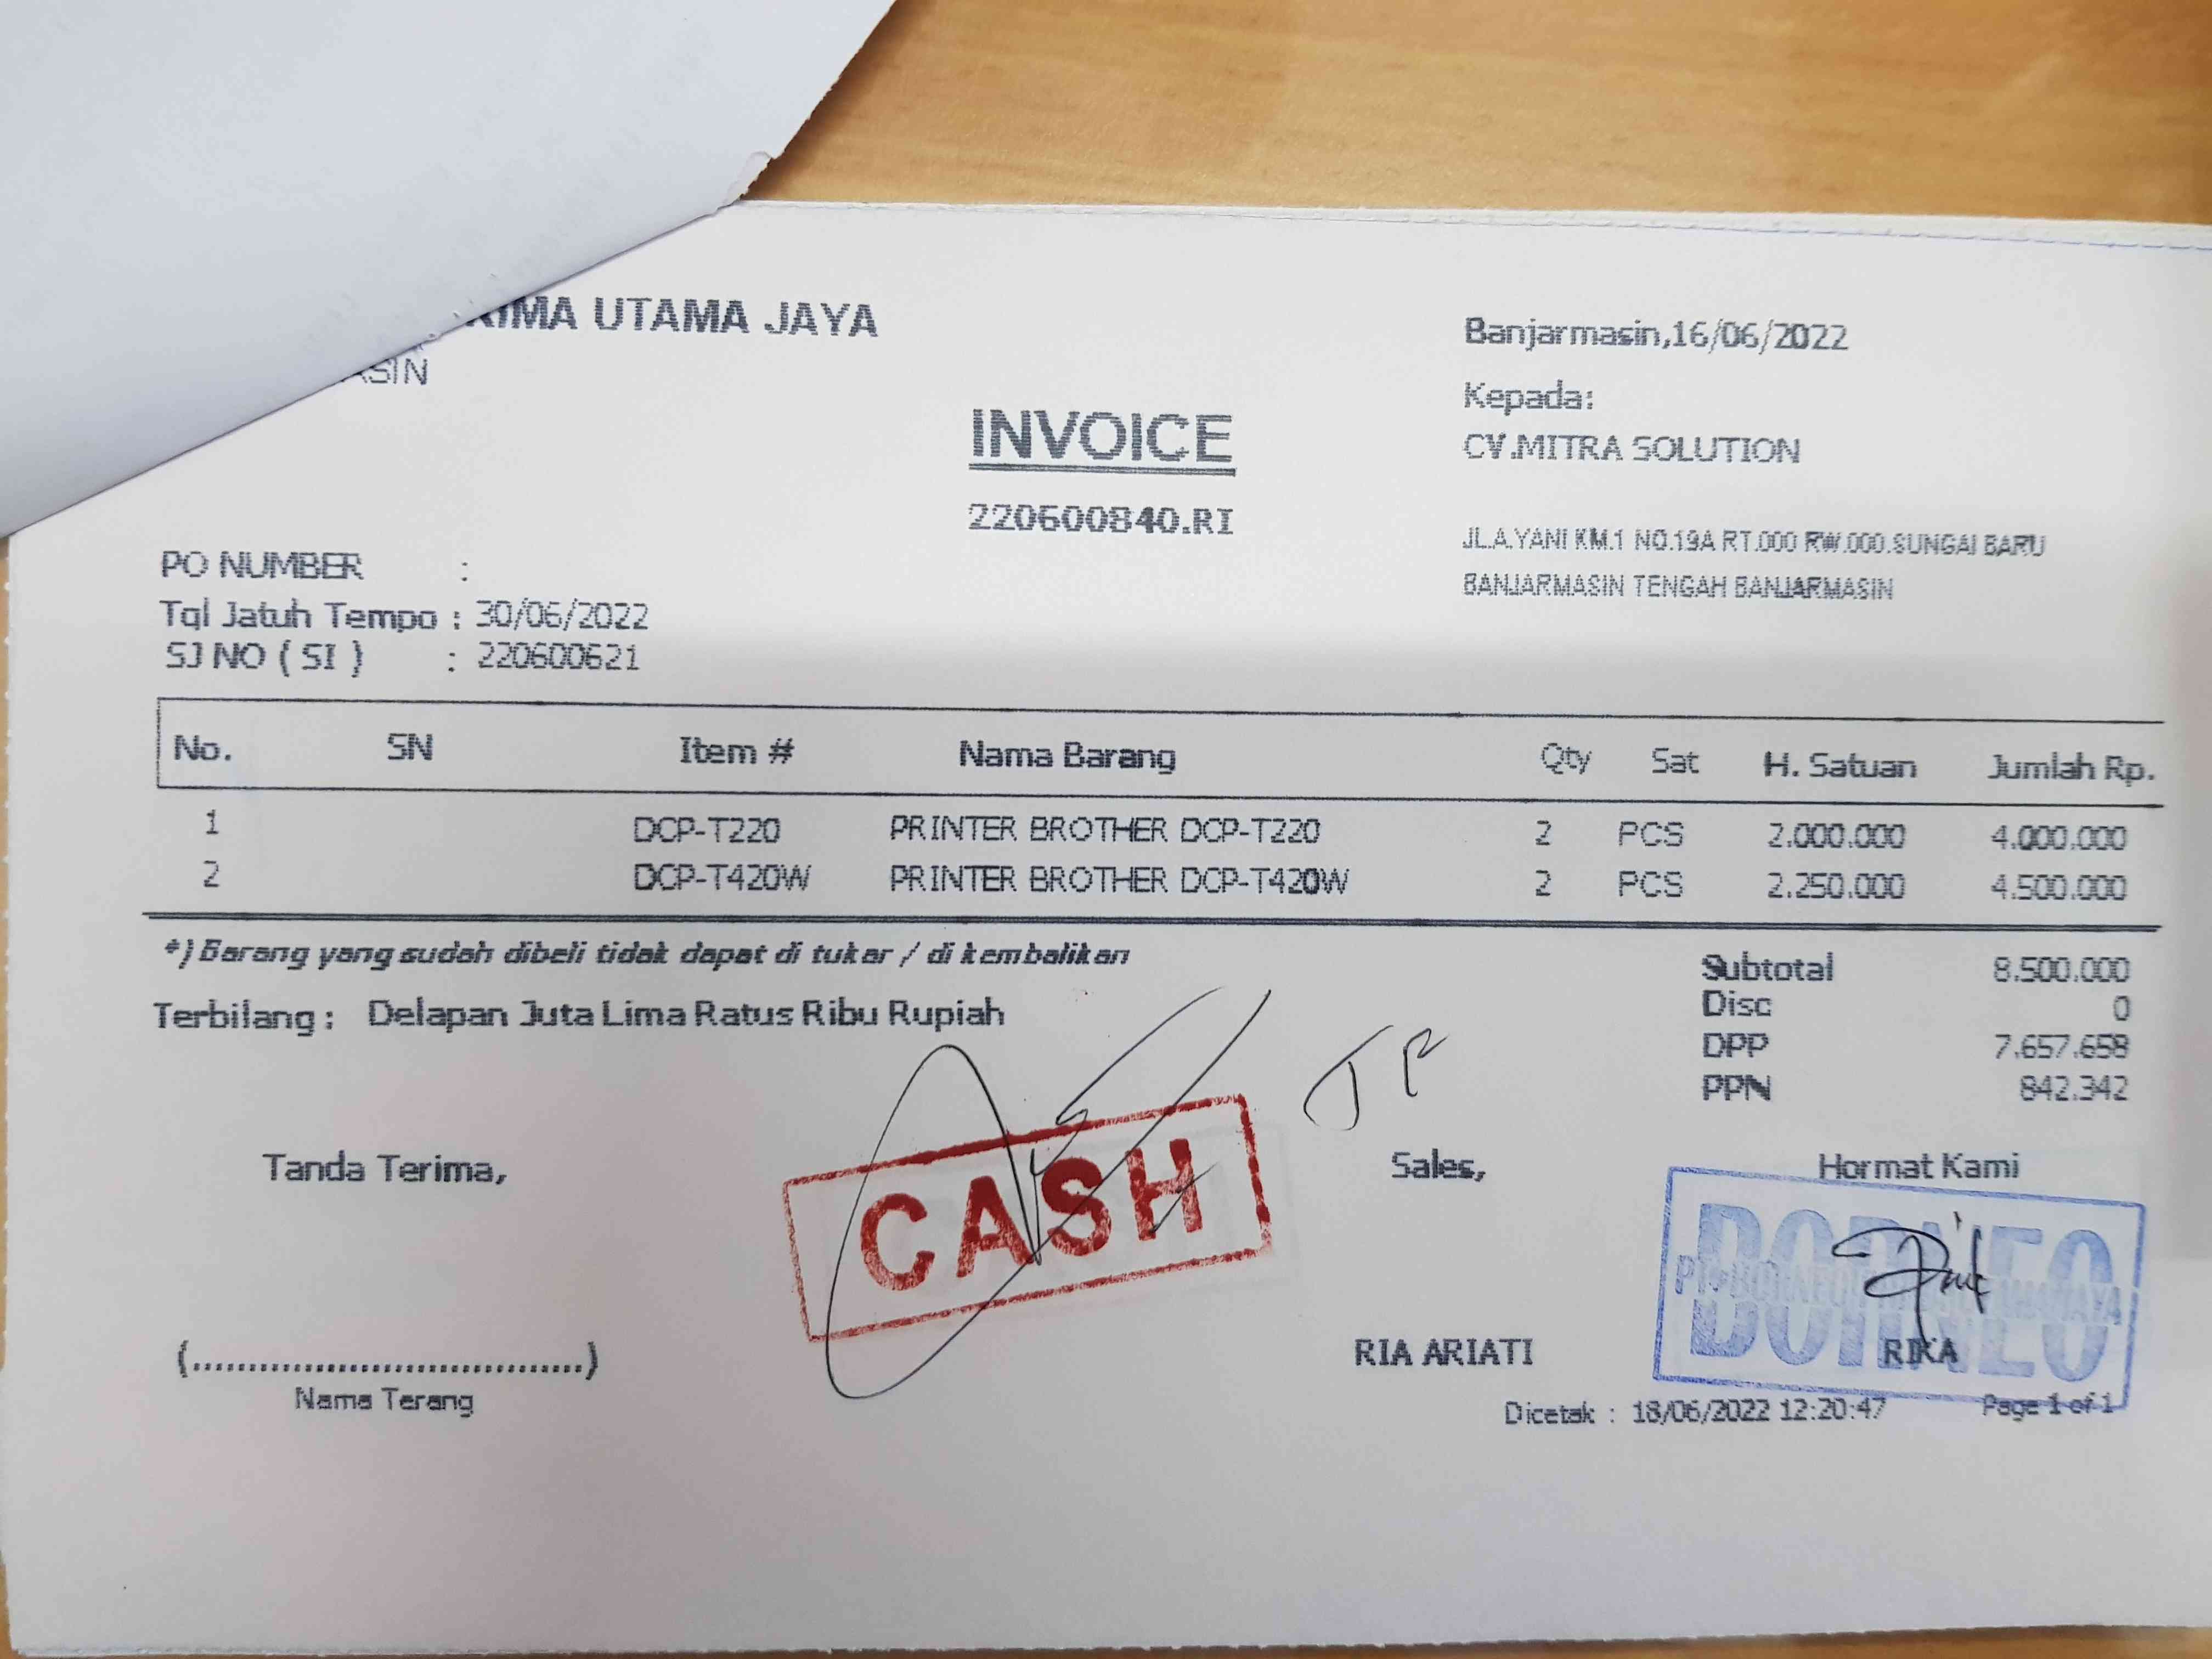 UTAMA JAYA
Banjarmasin,16/06/2022
Kepada:
CV.MITRA SOLUTION
INVOICE
220600840.RI
JL.A.YANI KM.1 NO.19A RT.000 RW.000.SUNGAI BARU
BANJARMASIN TENGAH BANJARMASIN
PO NUMBER :
Tgl Jatuh Tempo : 30/06/2022
SJ NO ( SI ) : 220600621
No. SN Item # Nama Barang Qty Sat H. Satuan Jumlah Rp.
1 DCP-T220 PRINTER BROTHER DCP-T220 2 PCS 2.000.000 4.000.000
2 DCP-T420W PRINTER BROTHER DCP-T420W 2 PCS 2.250.000 4.500.000
*) Barang yang sudah dibeli tidak dapat di tukar / di kembalikan
Terbilang : Delapan Juta Lima Ratus Ribu Rupiah
Subtotal 8.500.000
Disc 0
DPP 7.657.658
PPN 842.342
Tanda Terima,
CASH
Sales,
Hormat Kami
BORNEO
RIA ARIATI
RIKA
(....................................)
Nama Terang
Dicetak : 18/06/2022 12:20:47 Page 1 of 1